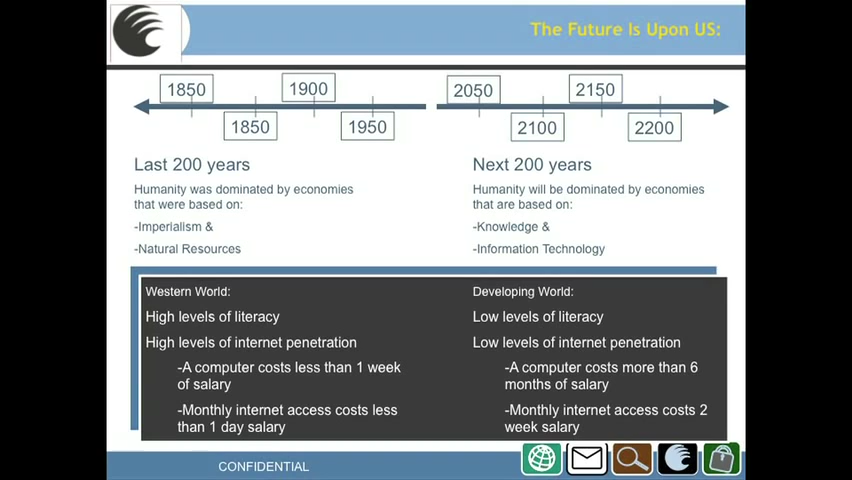 The Future Is Upon US:
1850
1900
1850
1950
2050
2150
2100
2200
Last 200 years
Humanity was dominated by economies
that were based on:
-Imperialism &
-Natural Resources
Next 200 years
Humanity will be dominated by economies
that are based on:
-Knowledge &
-Information Technology
Western World:
High levels of literacy
High levels of internet penetration
-A computer costs less than 1 week
of salary
-Monthly internet access costs less
than 1 day salary
Developing World:
Low levels of literacy
Low levels of internet penetration
-A computer costs more than 6
months of salary
-Monthly internet access costs 2
week salary
CONFIDENTIAL